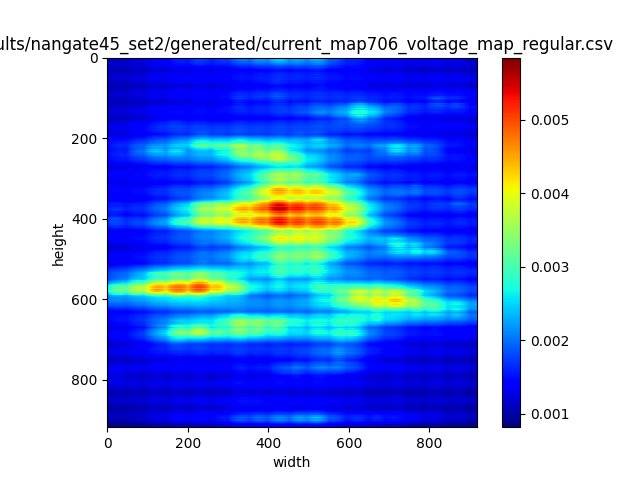 ults/nangate45_set2/generated/current_map706_voltage_map_regular.csv
0
200
400
600
800
height
0 200 400 600 800
width
0.005
0.004
0.003
0.002
0.001